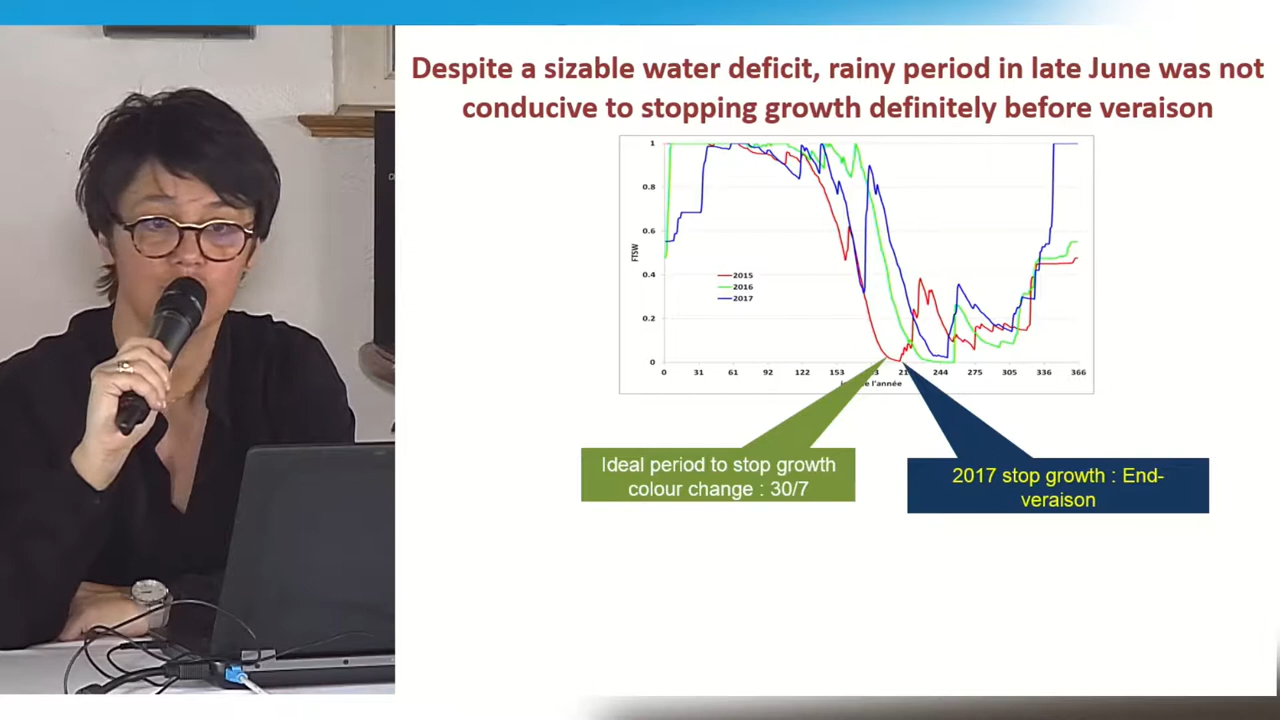 Despite a sizable water deficit, rainy period in late June was not
conducive to stopping growth definitely before veraison
1
0.8
0.6
0.4
0.2
0
FTSW
2015
2016
2017
0 31 61 92 122 153 244 275 305 336 366
l'année
Ideal period to stop growth
colour change : 30/7
2017 stop growth : End-
veraison